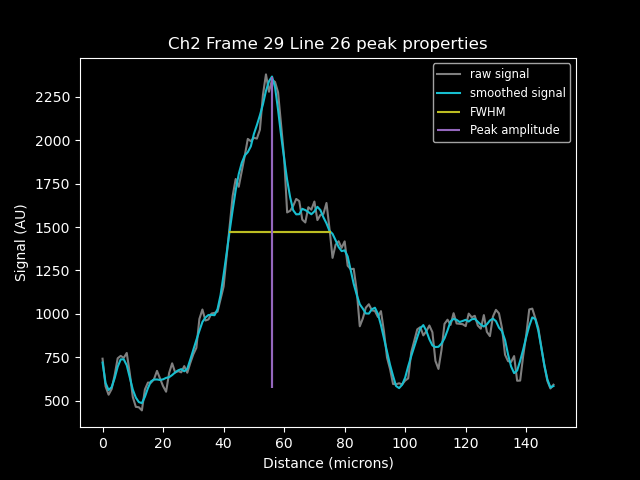 Ch2 Frame 29 Line 26 peak properties
raw signal
smoothed signal
FWHM
Peak amplitude
Signal (AU)
2250
2000
1750
1500
1250
1000
750
500
0 20 40 60 80 100 120 140
Distance (microns)